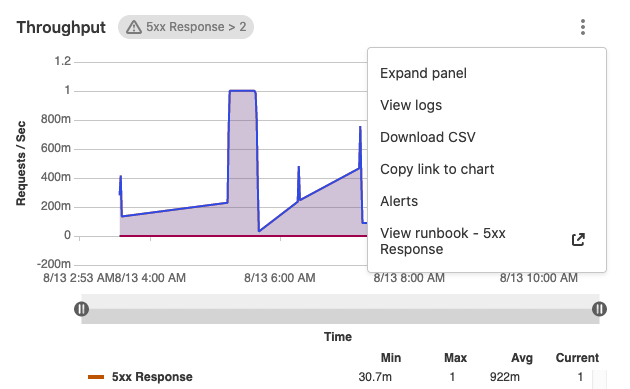 Throughput
5xx Response > 2
Expand panel
View logs
Download CSV
Copy link to chart
Alerts
View runbook - 5xx
Response
Requests / Sec
1.2
1
800m
600m
400m
200m
0
-200m
8/13 2:53 AM
8/13 4:00 AM
8/13 6:00 AM
8/13 8:00 AM
8/13 10:00 AM
Time
Min Max Avg Current
5xx Response 30.7m 1 922m 1